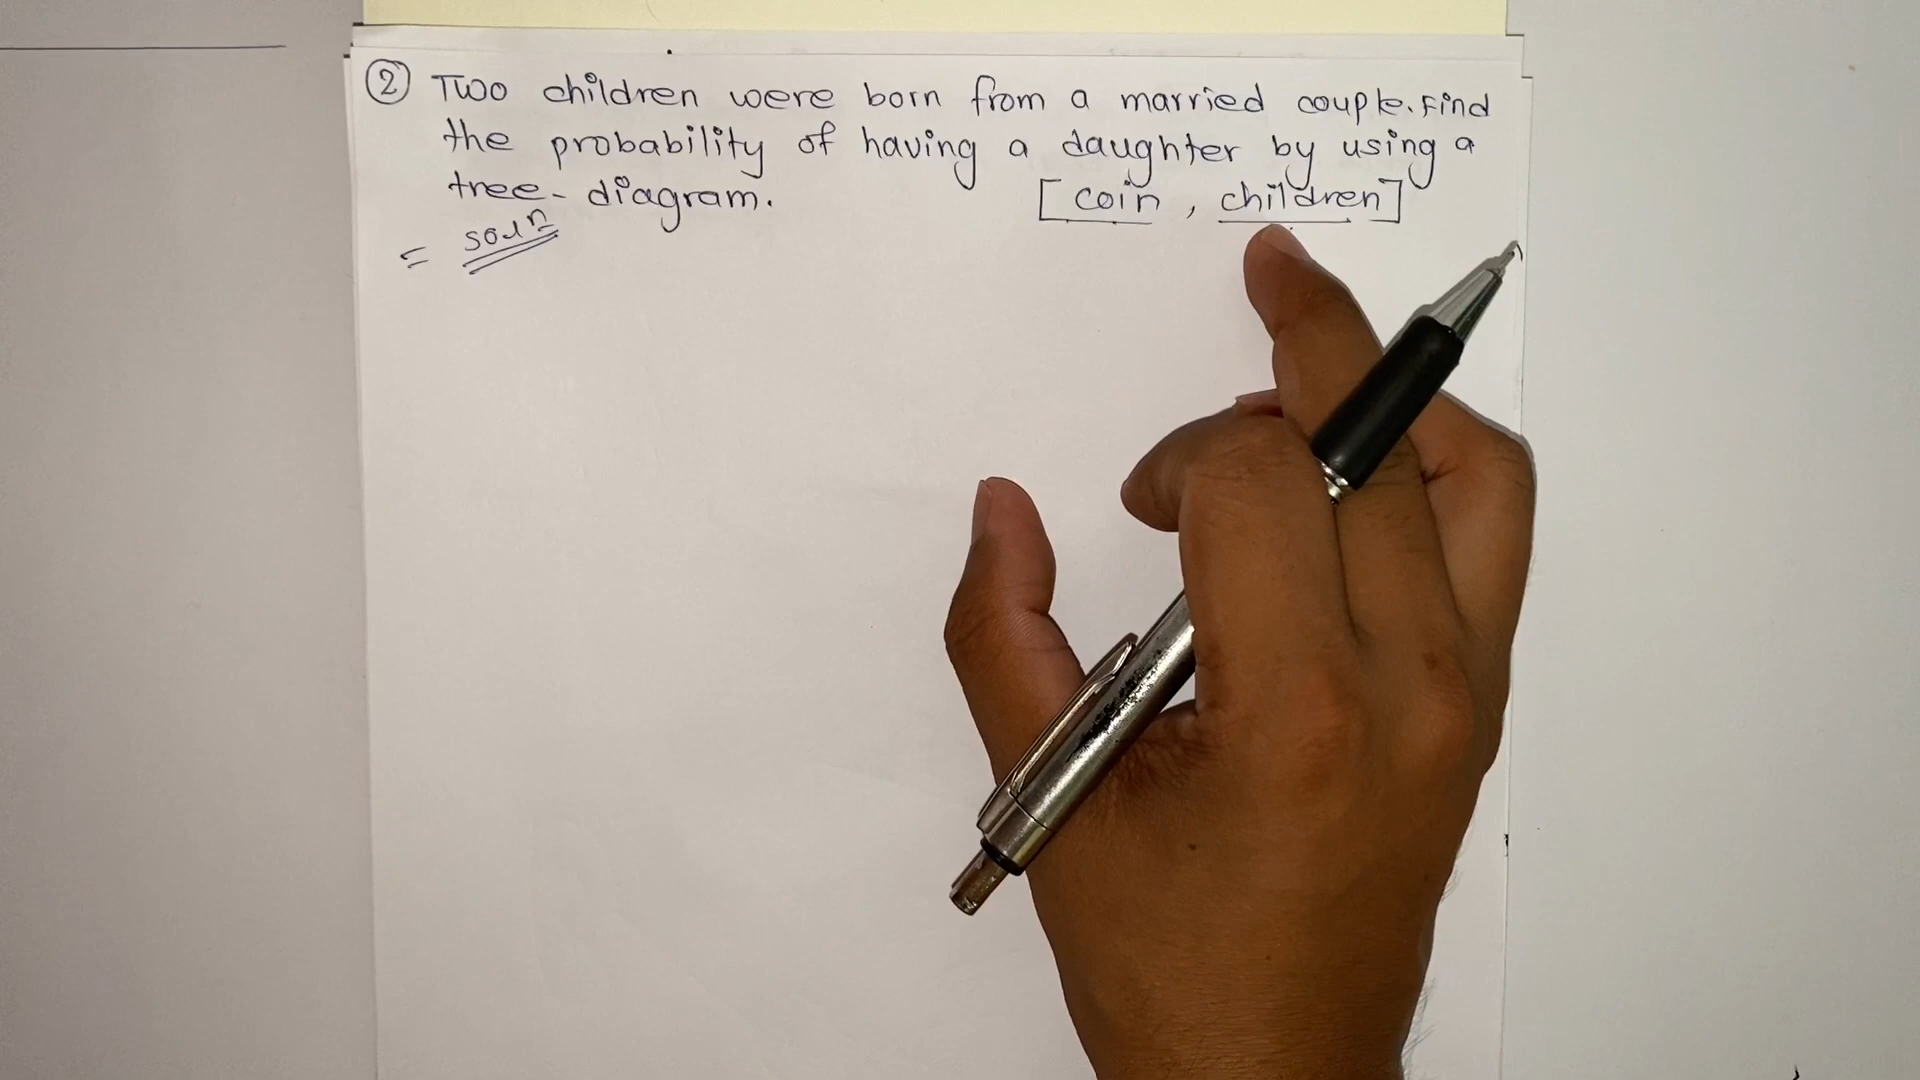 ② Two children were born from a married couple. Find
the probability of having a daughter by using a
tree-diagram. [coin, children]
= solⁿ